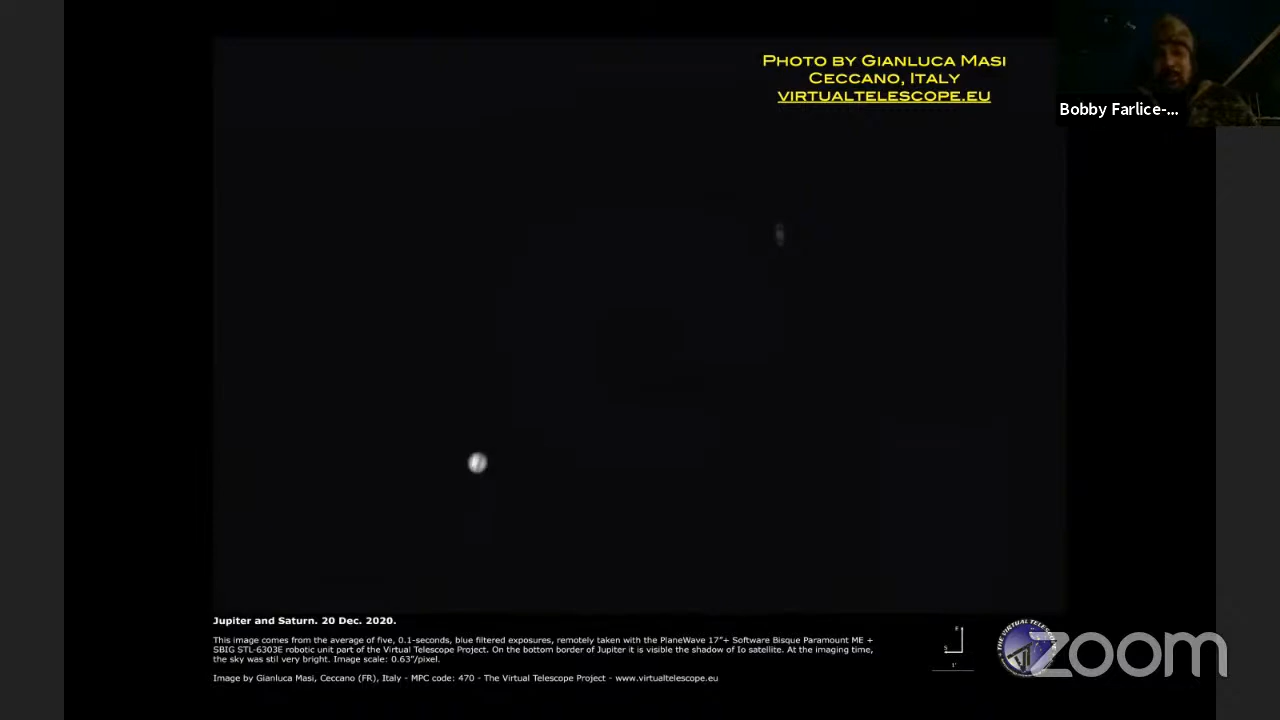 PHOTO BY GIANLUCA MASI
CECCANO, ITALY
VIRTUALTELESCOPE.EU
Bobby Farlice-...
Jupiter and Saturn. 20 Dec. 2020.
This image comes from the average of five, 0.1-seconds, blue filtered exposures, remotely taken with the PlaneWave 17"+ Software Bisque Paramount ME +
SBIG STL-6303E robotic unit part of the Virtual Telescope Project. On the bottom border of Jupiter it is visible the shadow of Io satellite. At the imaging time,
the sky was stil very bright. Image scale: 0.63"/pixel.
Image by Gianluca Masi, Ceccano (FR), Italy - MPC code: 470 - The Virtual Telescope Project - www.virtualtelescope.eu
E
S
1'
THE VIRTUAL
zoom